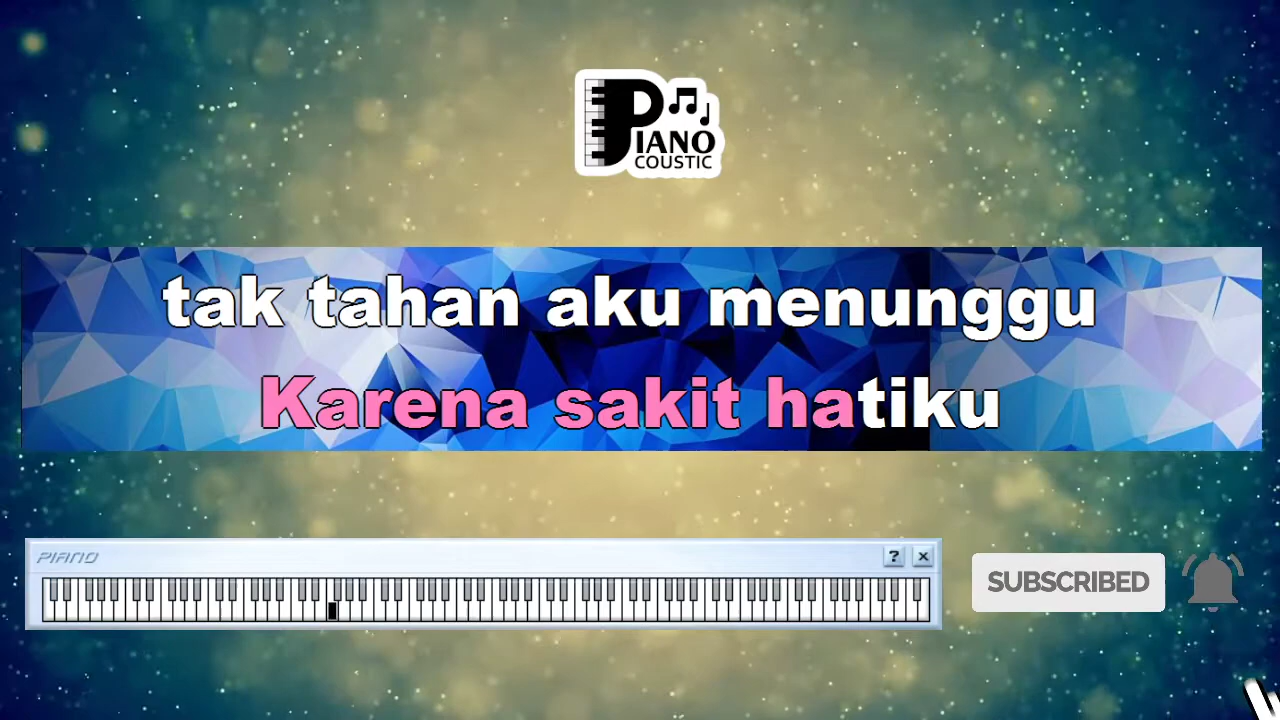 PIANO
COUSTIC
tak tahan aku menunggu
Karena sakit hatiku
PIANO
? ×
SUBSCRIBED